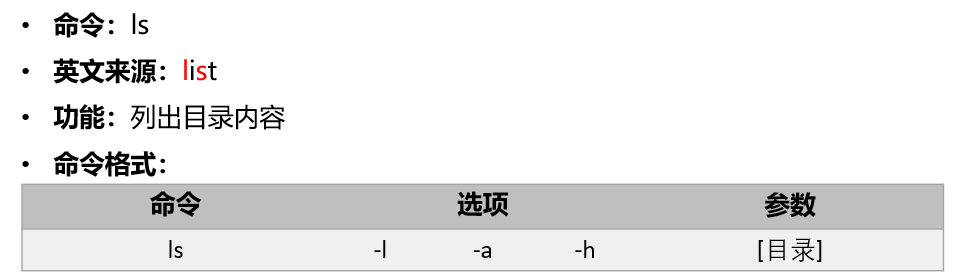 • 命令：ls
• 英文来源：list
• 功能：列出目录内容
• 命令格式：
命令 选项 参数
ls -l -a -h [目录]